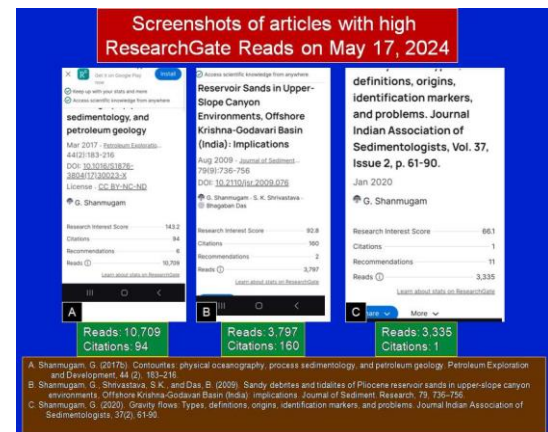 Screenshots of articles with high
ResearchGate Reads on May 17, 2024
Get it on Google Play
now
Install
Keep up with your stats and more
Access scientific knowledge from anywhere
sedimentology, and
petroleum geology
Mar 2017 · Petroleum Exploratio...
44(2):183-216
DOI: 10.1016/S1876-
3804(17)30023-X
License · CC BY-NC-ND
G. Shanmugam
Research Interest Score 143.2
Citations 94
Recommendations 6
Reads 10,709
Learn about stats on ResearchGate
A
Access scientific knowledge from anywhere
Reservoir Sands in Upper-
Slope Canyon
Environments, Offshore
Krishna-Godavari Basin
(India): Implications
Aug 2009 · Journal of Sediment...
79(9):736-756
DOI: 10.2110/jsr.2009.076
G. Shanmugam · S. K. Shrivastava ·
Bhagaban Das
Research Interest Score 92.8
Citations 160
Recommendations 2
Reads 3,797
Learn about stats on ResearchGate
B
definitions, origins,
identification markers,
and problems. Journal
Indian Association of
Sedimentologists, Vol. 37,
Issue 2, p. 61-90.
Jan 2020
G. Shanmugam
Research Interest Score 66.1
Citations 1
Recommendations 11
Reads 3,335
Learn about stats on ResearchGate
More
C
Reads: 10,709
Citations: 94
Reads: 3,797
Citations: 160
Reads: 3,335
Citations: 1
A. Shanmugam, G. (2017b). Contourites: physical oceanography, process sedimentology, and petroleum geology. Petroleum Exploration
and Development, 44 (2), 183–216.
B. Shanmugam, G., Shrivastava, S.K., and Das, B. (2009). Sandy debrites and tidalites of Pliocene reservoir sands in upper-slope canyon
environments, Offshore Krishna-Godavari Basin (India): implications. Journal of Sediment. Research, 79, 736–756.
C. Shanmugam, G. (2020). Gravity flows: Types, definitions, origins, identification markers, and problems. Journal Indian Association of
Sedimentologists, 37(2), 61-90.